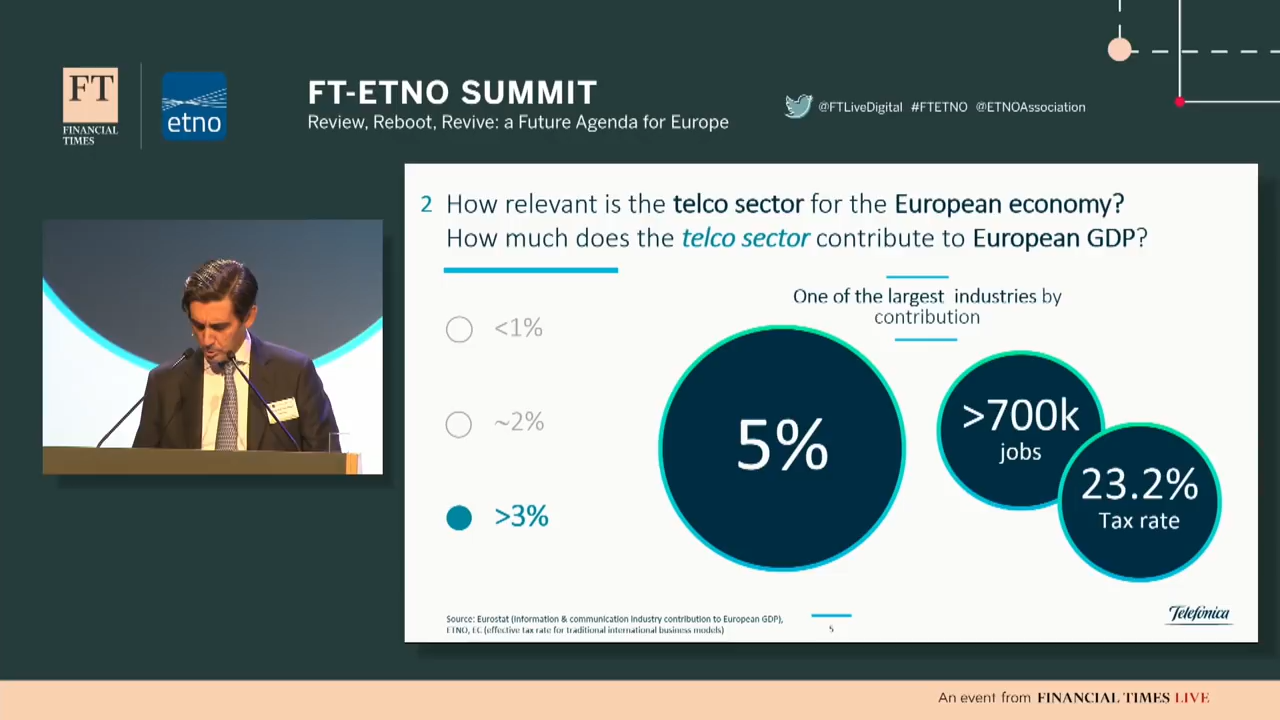 FT
FINANCIAL
TIMES
etno
FT-ETNO SUMMIT
Review, Reboot, Revive: a Future Agenda for Europe
@FTLiveDigital #FTETNO @ETNOAssociation
2 How relevant is the telco sector for the European economy?
How much does the telco sector contribute to European GDP?
<1%
~2%
>3%
One of the largest industries by
contribution
5%
>700k
jobs
23.2%
Tax rate
Source: Eurostat (Information & communication industry contribution to European GDP),
ETNO, EC (effective tax rate for traditional international business models)
5
Telefónica
An event from FINANCIAL TIMES LIVE